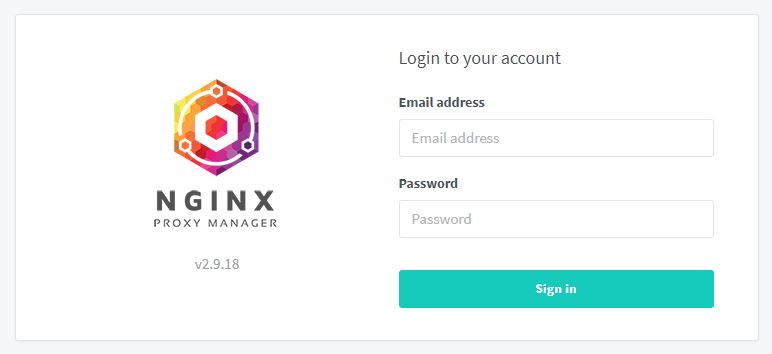 NGINX
PROXY MANAGER
v2.9.18
Login to your account
Email address
Email address
Password
Password
Sign in